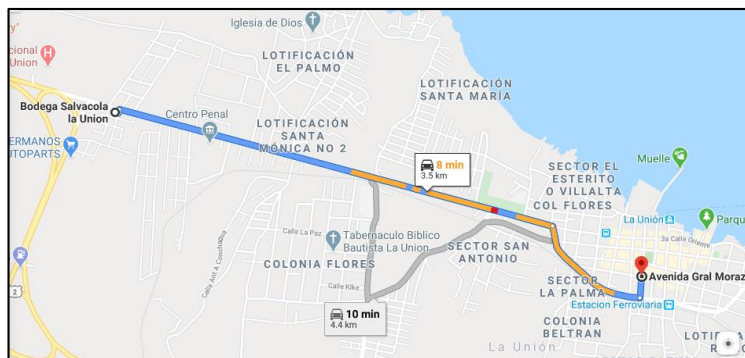 Iglesia de Dios
LOTIFICACIÓN
EL PALMO
cional
Union
Bodega Salvacola
la Union
Centro Penal
LOTIFICACIÓN
SANTA MARÍA
LOTIFICACIÓN
SANTA
MÓNICA NO 2
HERMANOS
AUTOPARTS
8 min
3.5 km
SECTOR EL
ESTERITO
O VILLALTA
COL FLORES
Muelle
La Unión
Parqu
3a Calle Oriente
Calle La Paz
Tabernaculo Biblico
Bautista La Union
COLONIA FLORES
SECTOR SAN
ANTONIO
Avenida Gral Moraz
SECTOR
LA PALMA
Calle Kike
10 min
4.4 km
Estacion Ferroviaria
2
COLONIA
BELTRAN
La Unión